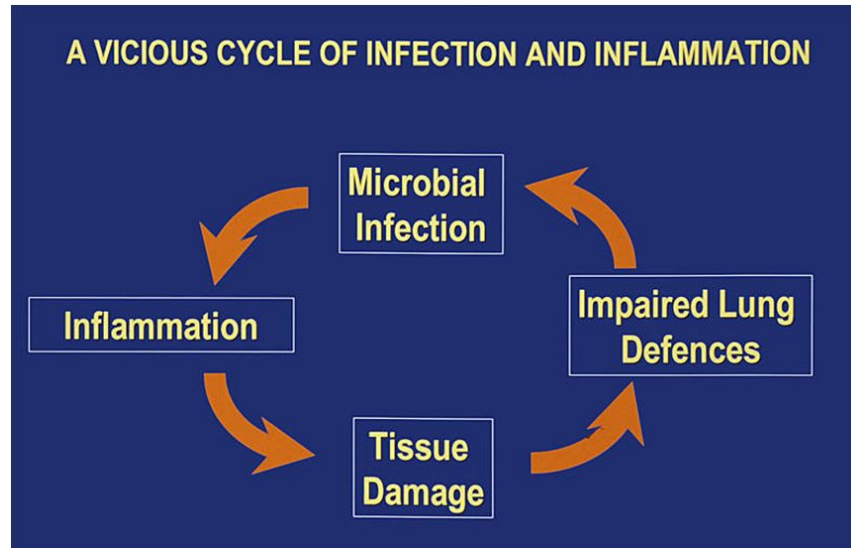 A VICIOUS CYCLE OF INFECTION AND INFLAMMATION
Microbial
Infection
Inflammation
Impaired Lung
Defences
Tissue
Damage